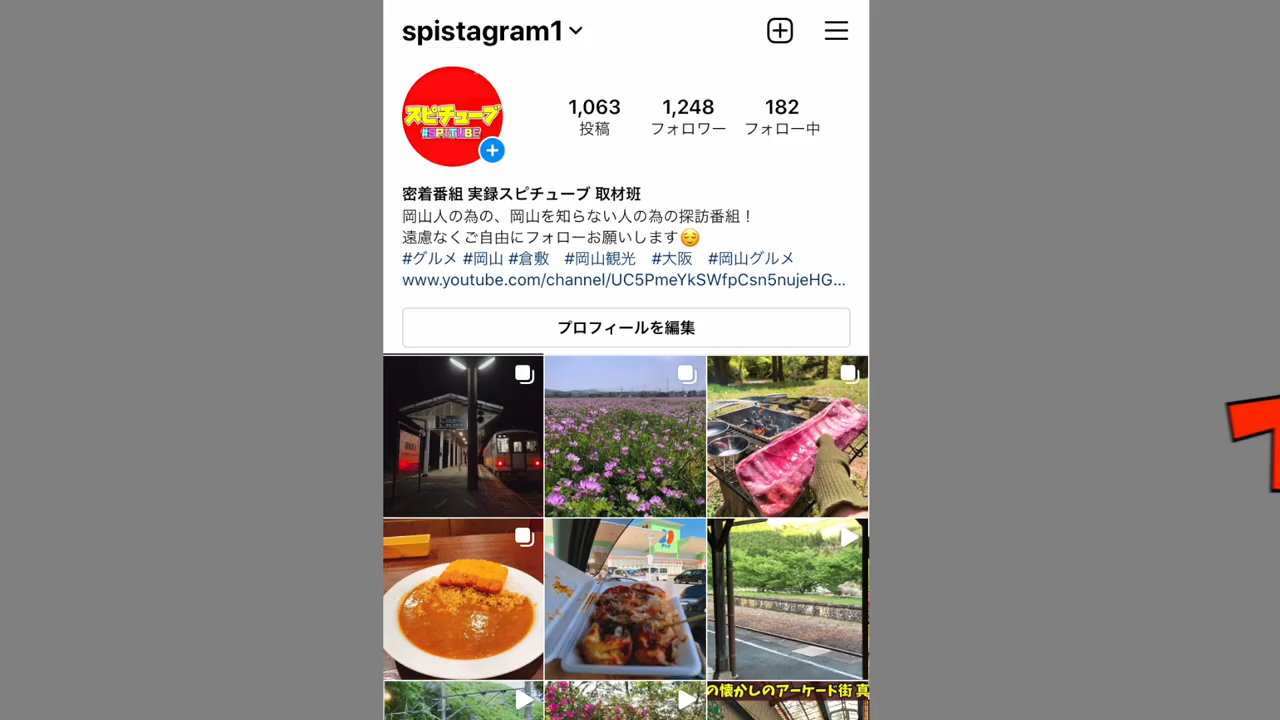 spistagram1
スピチューブ
#SPITUBE
1,063
投稿
1,248
フォロワー
182
フォロー中
密着番組 実録スピチューブ 取材班
岡山人の為の、岡山を知らない人の為の探訪番組！
遠慮なくご自由にフォローお願いします😌
#グルメ #岡山 #倉敷　#岡山観光　#大阪　#岡山グルメ
www.youtube.com/channel/UC5PmeYkSWfpCsn5nujeHG...
プロフィールを編集
の懐かしのアーケード街 真